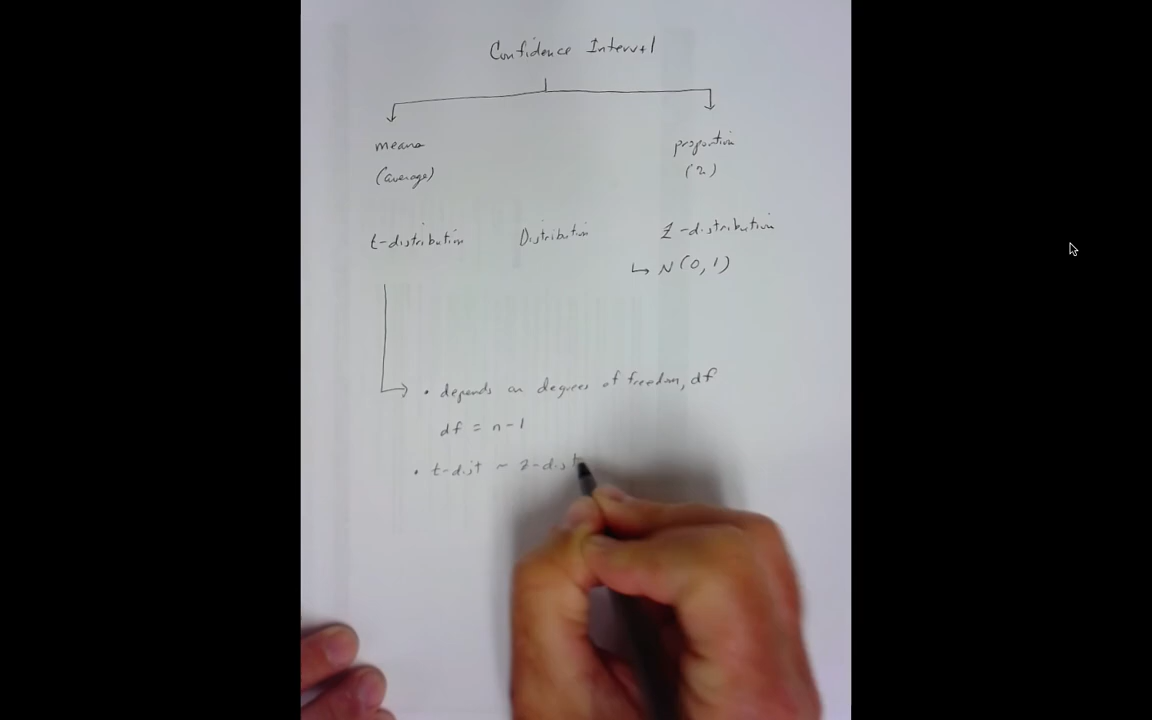 Confidence Interval
means
proportion
(average)
t-distribution
Distribution
Z-distribution
↳ N(0,1)
• depends on degrees of freedom, df
df = n-1
• t-dist ~ z-dist